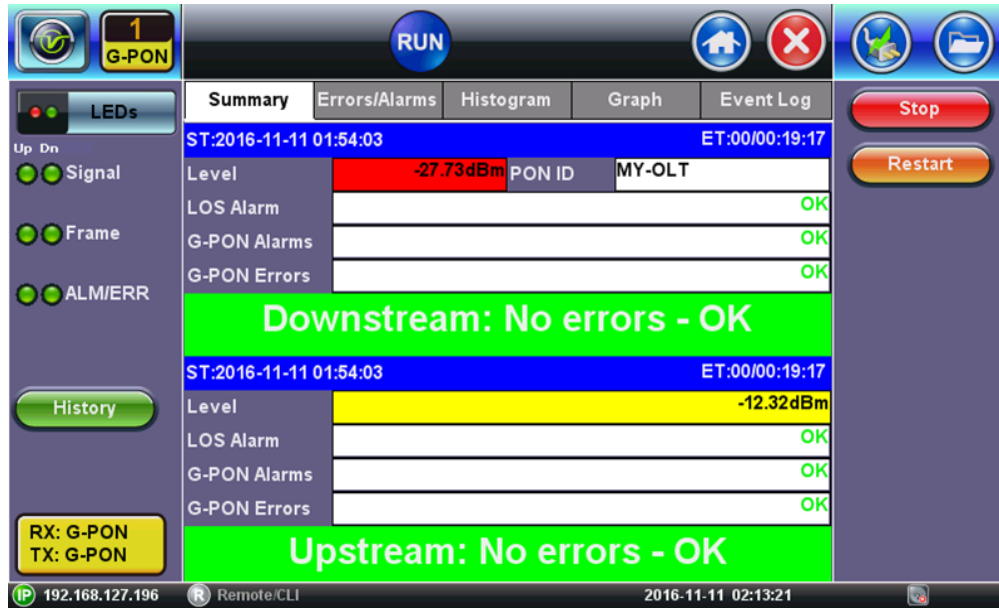 1
G-PON
RUN
LEDs
Summary Errors/Alarms Histogram Graph Event Log
Stop
Up Dn
ST:2016-11-11 01:54:03 ET:00/00:19:17
Signal
Level -27.73dBm PON ID MY-OLT
Restart
LOS Alarm OK
Frame
G-PON Alarms OK
G-PON Errors OK
ALM/ERR
Downstream: No errors - OK
ST:2016-11-11 01:54:03 ET:00/00:19:17
History
Level -12.32dBm
LOS Alarm OK
G-PON Alarms OK
G-PON Errors OK
RX: G-PON
TX: G-PON
Upstream: No errors - OK
IP 192.168.127.196 R Remote/CLI 2016-11-11 02:13:21